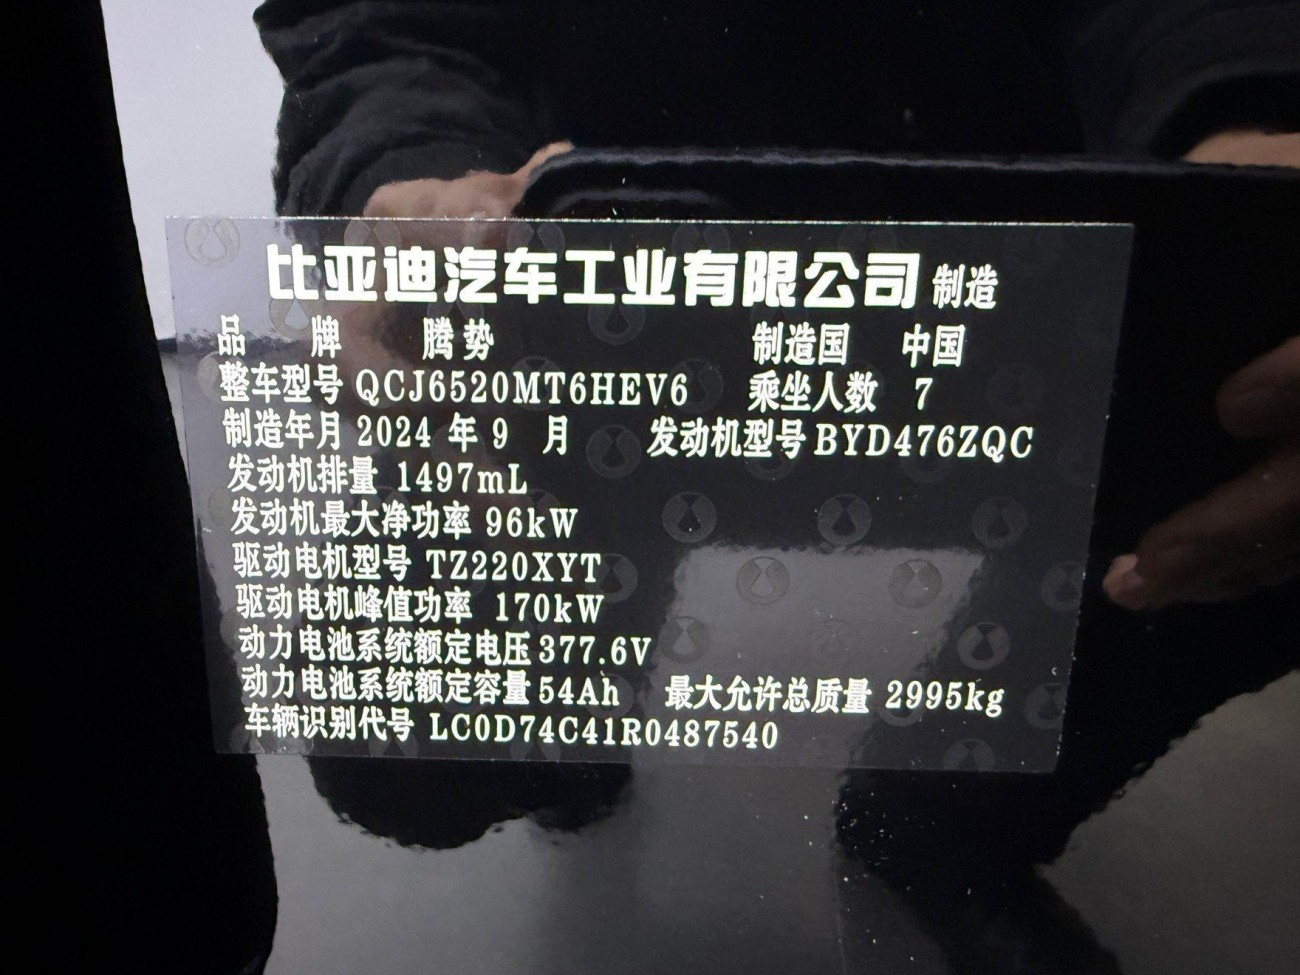 比亚迪汽车工业有限公司 制造
品 牌 腾势 制造国 中国
整车型号 QCJ6520MT6HEV6 乘坐人数 7
制造年月 2024 年 9 月 发动机型号 BYD476ZQC
发动机排量 1497mL
发动机最大净功率 96kW
驱动电机型号 TZ220XYT
驱动电机峰值功率 170kW
动力电池系统额定电压 377.6V
动力电池系统额定容量 54Ah 最大允许总质量 2995kg
车辆识别代号 LC0D74C41R0487540